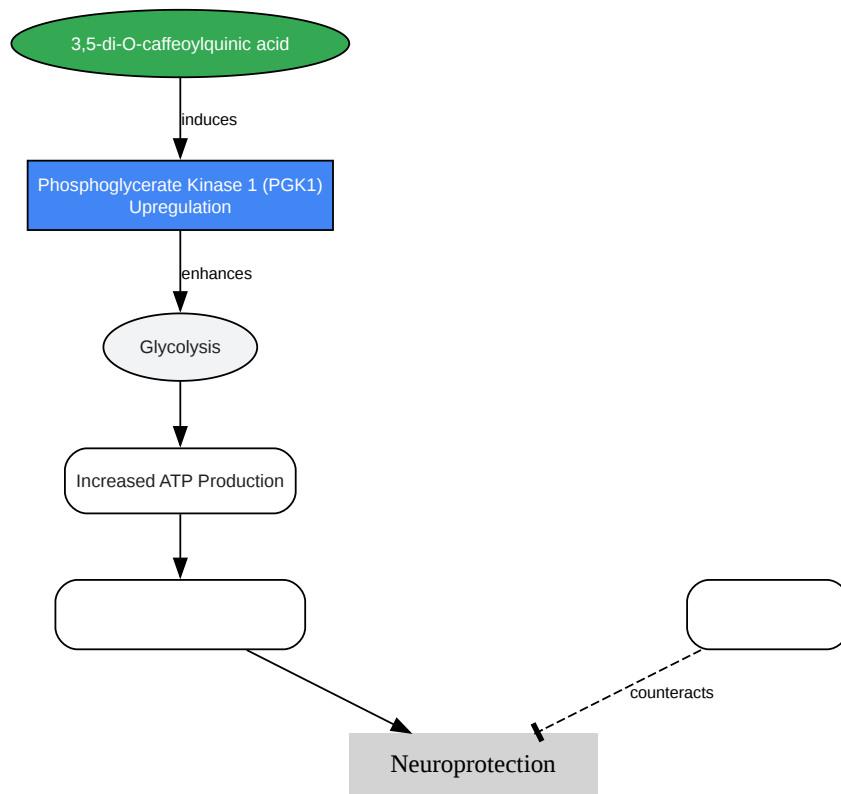 3,5-di-O-caffeoylquinic acid
induces
Phosphoglycerate Kinase 1 (PGK1)
Upregulation
enhances
Glycolysis
Increased ATP Production
counteracts
Neuroprotection